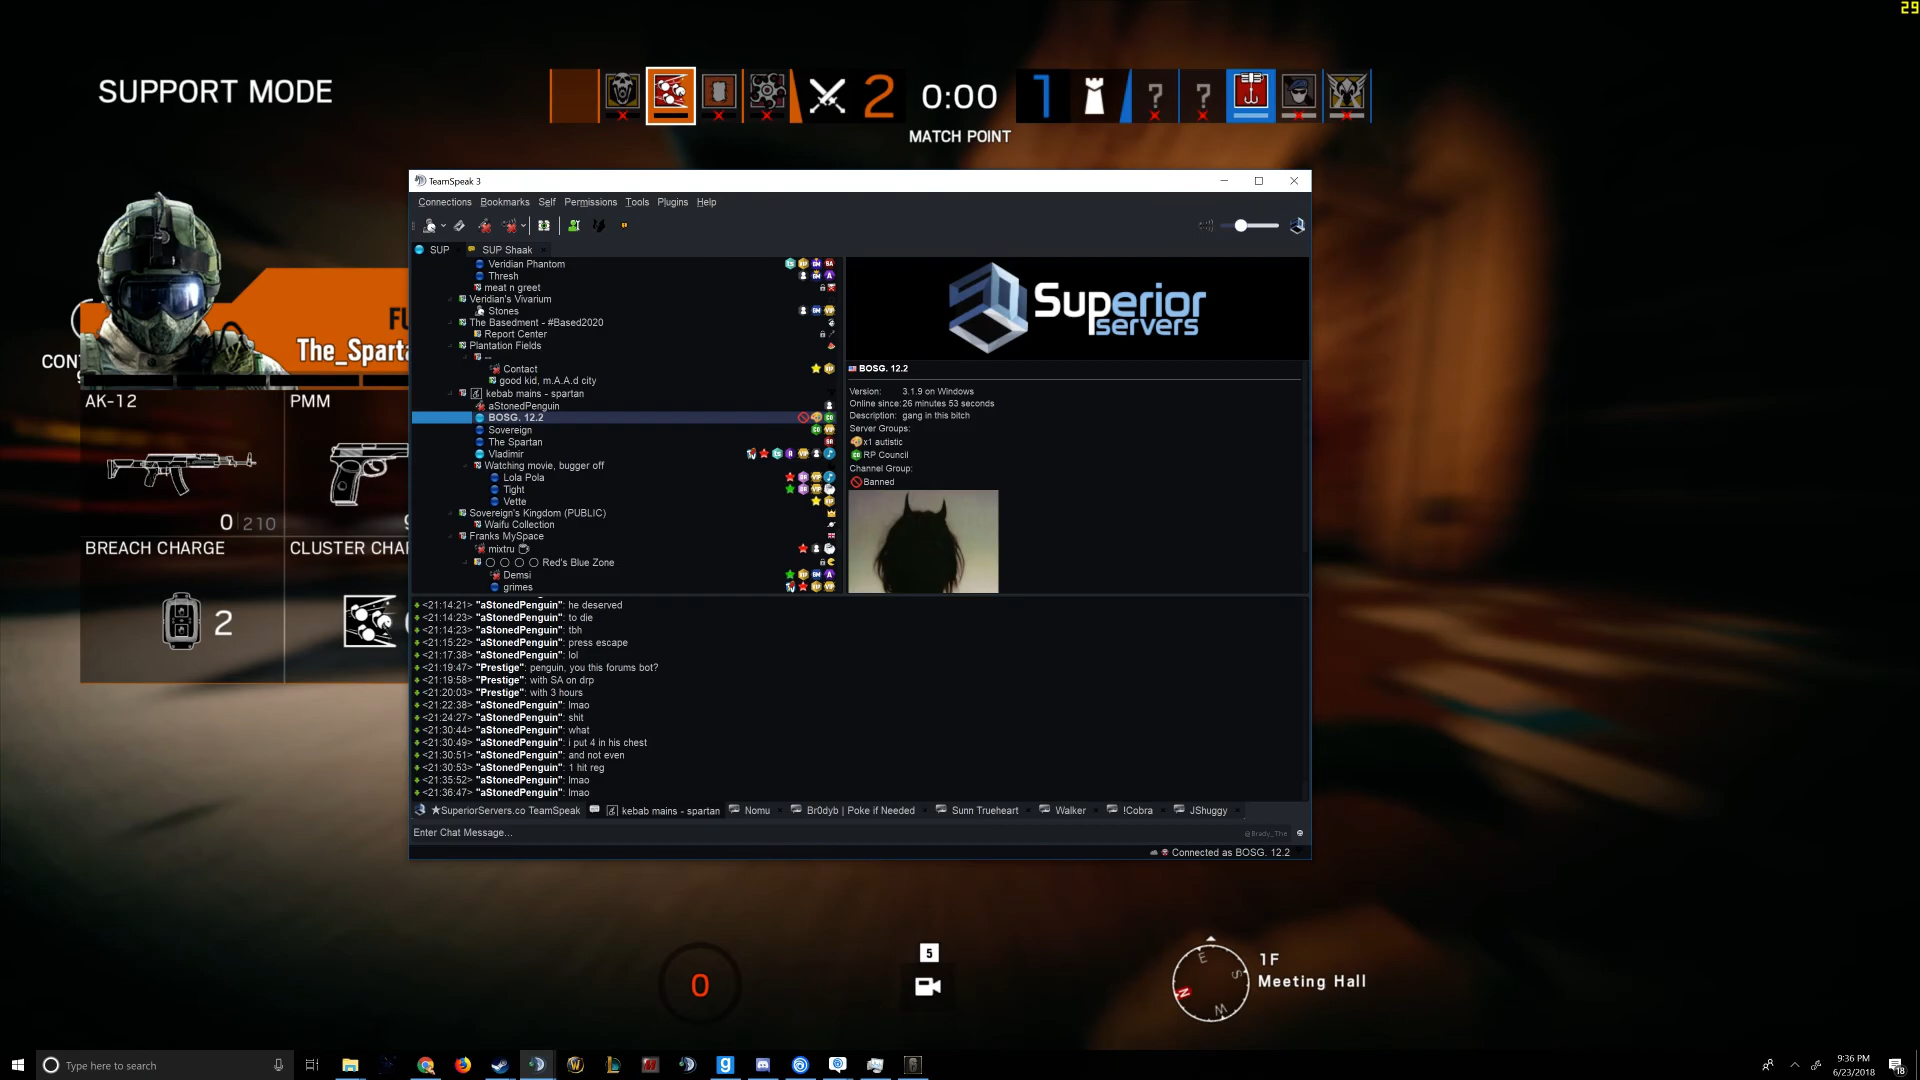 29
SUPPORT MODE
2
0:00
1
MATCH POINT
? ?
TeamSpeak 3
Connections Bookmarks Self Permissions Tools Plugins Help
SUP SUP Shaak
Veridian Phantom
Thresh
meat n greet
Veridian's Vivarium
Stones
The Basedment - #Based2020
Report Center
Plantation Fields
--
Contact
good kid, m.A.A.d city
kebab mains - spartan
aStonedPenguin
BOSG. 12.2
Sovereign
The Spartan
Vladimir
Watching movie, bugger off
Lola Pola
Tight
Vette
Sovereign's Kingdom (PUBLIC)
Waifu Collection
Franks MySpace
mixtru
Red's Blue Zone
Demsi
grimes
Superior
servers
BOSG. 12.2
Version: 3.1.9 on Windows
Online since: 26 minutes 53 seconds
Description: gang in this bitch
Server Groups:
x1 autistic
RP Council
Channel Group:
Banned
FU
The_Sparta
CON
AK-12
PMM
0 | 210
9
BREACH CHARGE
CLUSTER CHA
2
<21:14:21> "aStonedPenguin": he deserved
<21:14:23> "aStonedPenguin": to die
<21:14:23> "aStonedPenguin": tbh
<21:15:22> "aStonedPenguin": press escape
<21:17:38> "aStonedPenguin": lol
<21:19:47> "Prestige": penguin, you this forums bot?
<21:19:58> "Prestige": with SA on drp
<21:20:03> "Prestige": with 3 hours
<21:22:38> "aStonedPenguin": lmao
<21:24:27> "aStonedPenguin": shit
<21:30:44> "aStonedPenguin": what
<21:30:49> "aStonedPenguin": i put 4 in his chest
<21:30:51> "aStonedPenguin": and not even
<21:30:53> "aStonedPenguin": 1 hit reg
<21:35:52> "aStonedPenguin": lmao
<21:36:47> "aStonedPenguin": lmao
★SuperiorServers.co TeamSpeak kebab mains - spartan Nomu Br0dyb | Poke if Needed Sunn Trueheart Walker !Cobra JShuggy
Enter Chat Message...
@Brady_The
Connected as BOSG. 12.2
0
5
E
S
W
N
1F
Meeting Hall
Type here to search
9:36 PM
6/23/2018
18